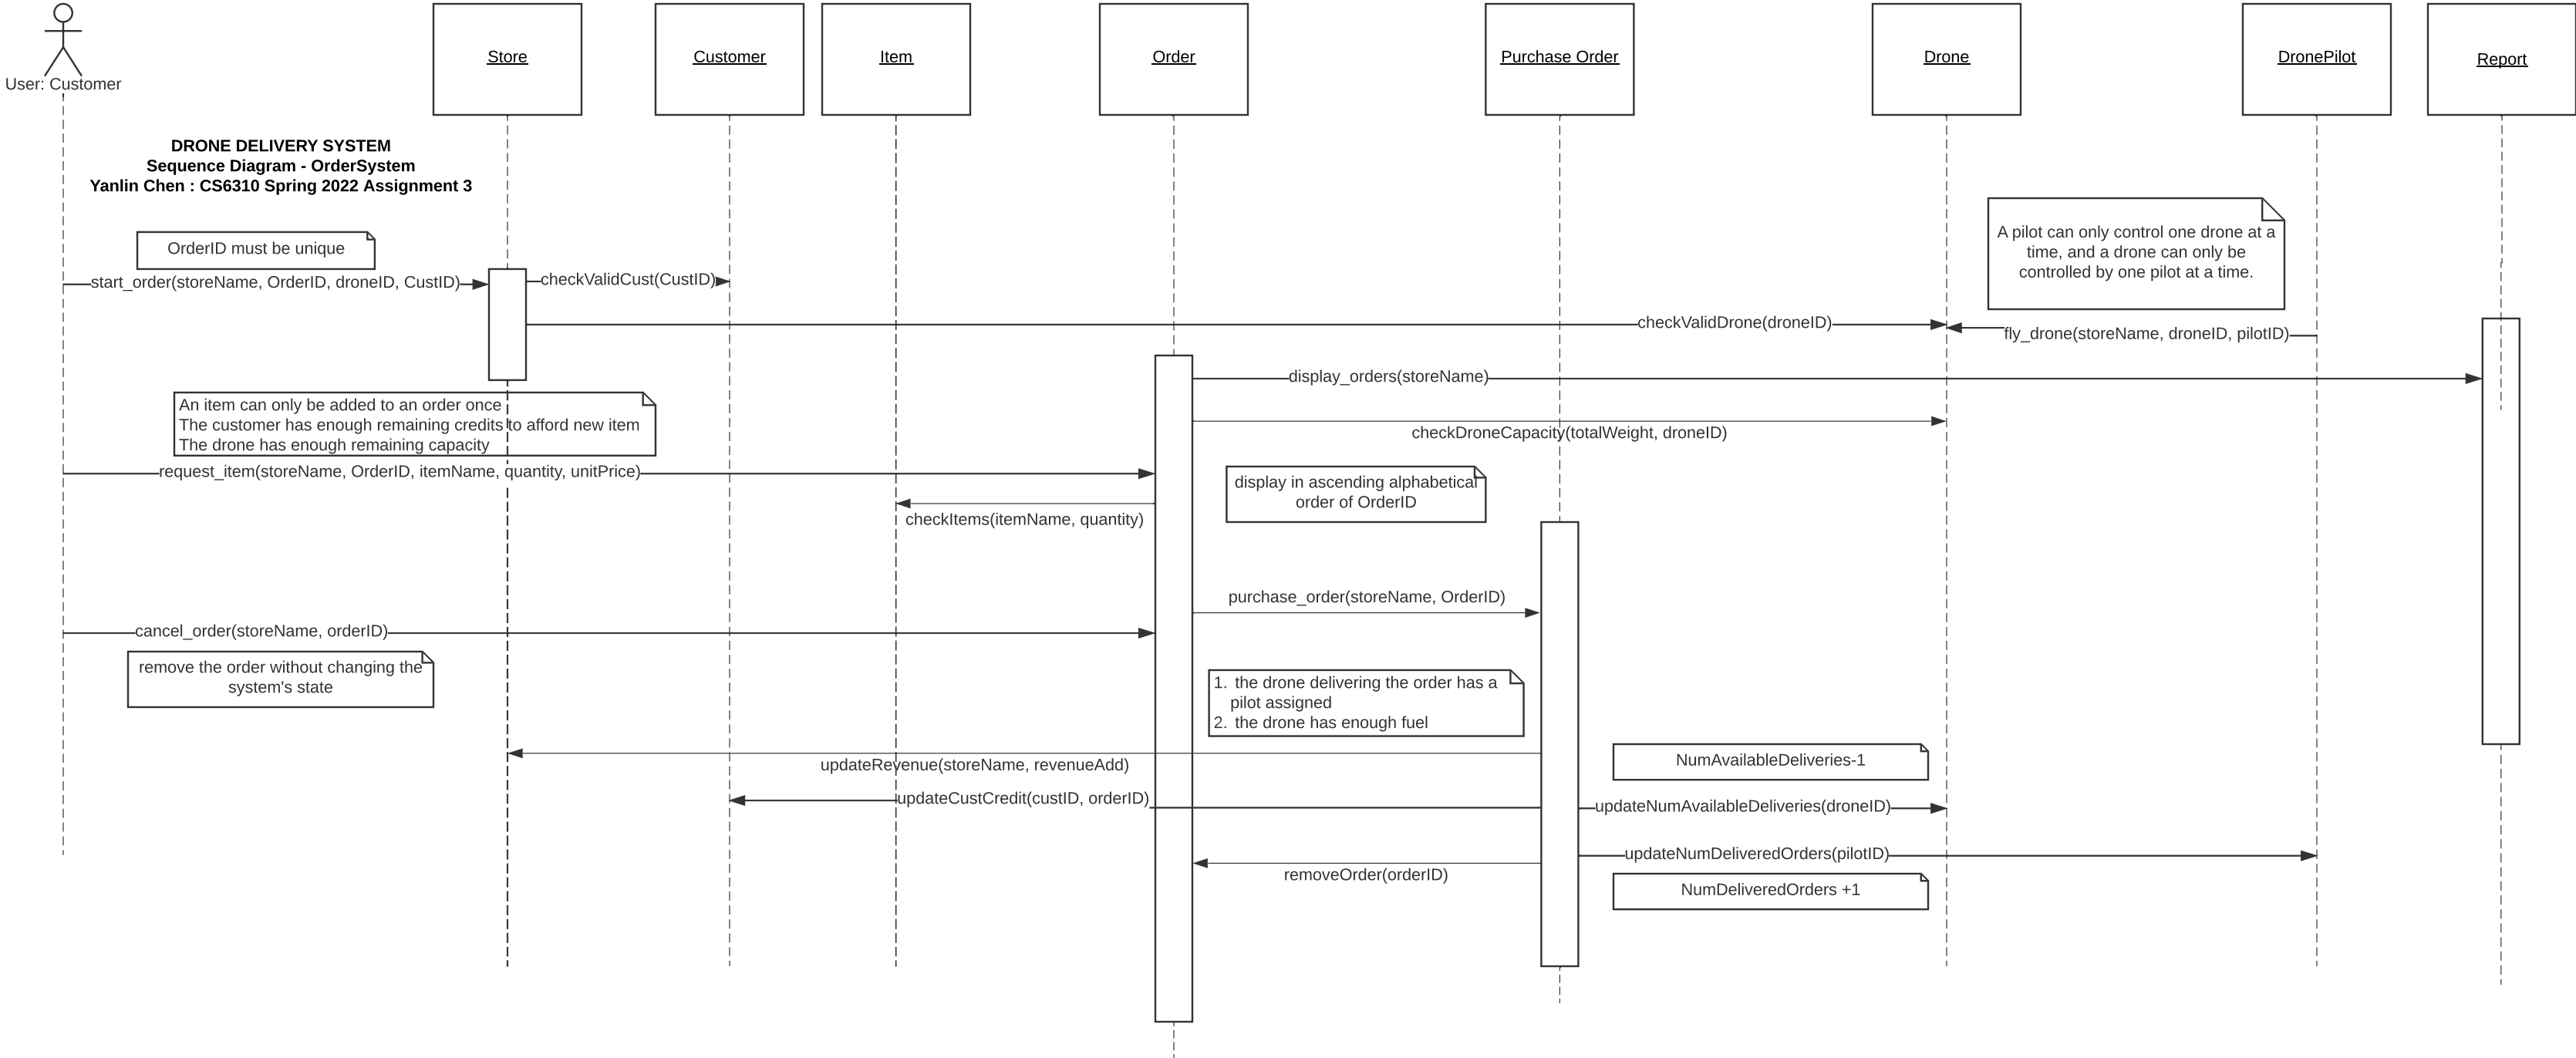 User: Customer
Store
Customer
Item
Order
Purchase Order
Drone
DronePilot
Report
DRONE DELIVERY SYSTEM
Sequence Diagram - OrderSystem
Yanlin Chen : CS6310 Spring 2022 Assignment 3
OrderID must be unique
A pilot can only control one drone at a
time, and a drone can only be
controlled by one pilot at a time.
start_order(storeName, OrderID, droneID, CustID)
checkValidCust(CustID)
checkValidDrone(droneID)
fly_drone(storeName, droneID, pilotID)
display_orders(storeName)
An item can only be added to an order once
The customer has enough remaining credits to afford new item
The drone has enough remaining capacity
checkDroneCapacity(totalWeight, droneID)
request_item(storeName, OrderID, itemName, quantity, unitPrice)
display in ascending alphabetical
order of OrderID
checkItems(itemName, quantity)
purchase_order(storeName, OrderID)
cancel_order(storeName, orderID)
remove the order without changing the
system's state
1. the drone delivering the order has a
pilot assigned
2. the drone has enough fuel
updateRevenue(storeName, revenueAdd)
NumAvailableDeliveries-1
updateCustCredit(custID, orderID)
updateNumAvailableDeliveries(droneID)
updateNumDeliveredOrders(pilotID)
removeOrder(orderID)
NumDeliveredOrders +1